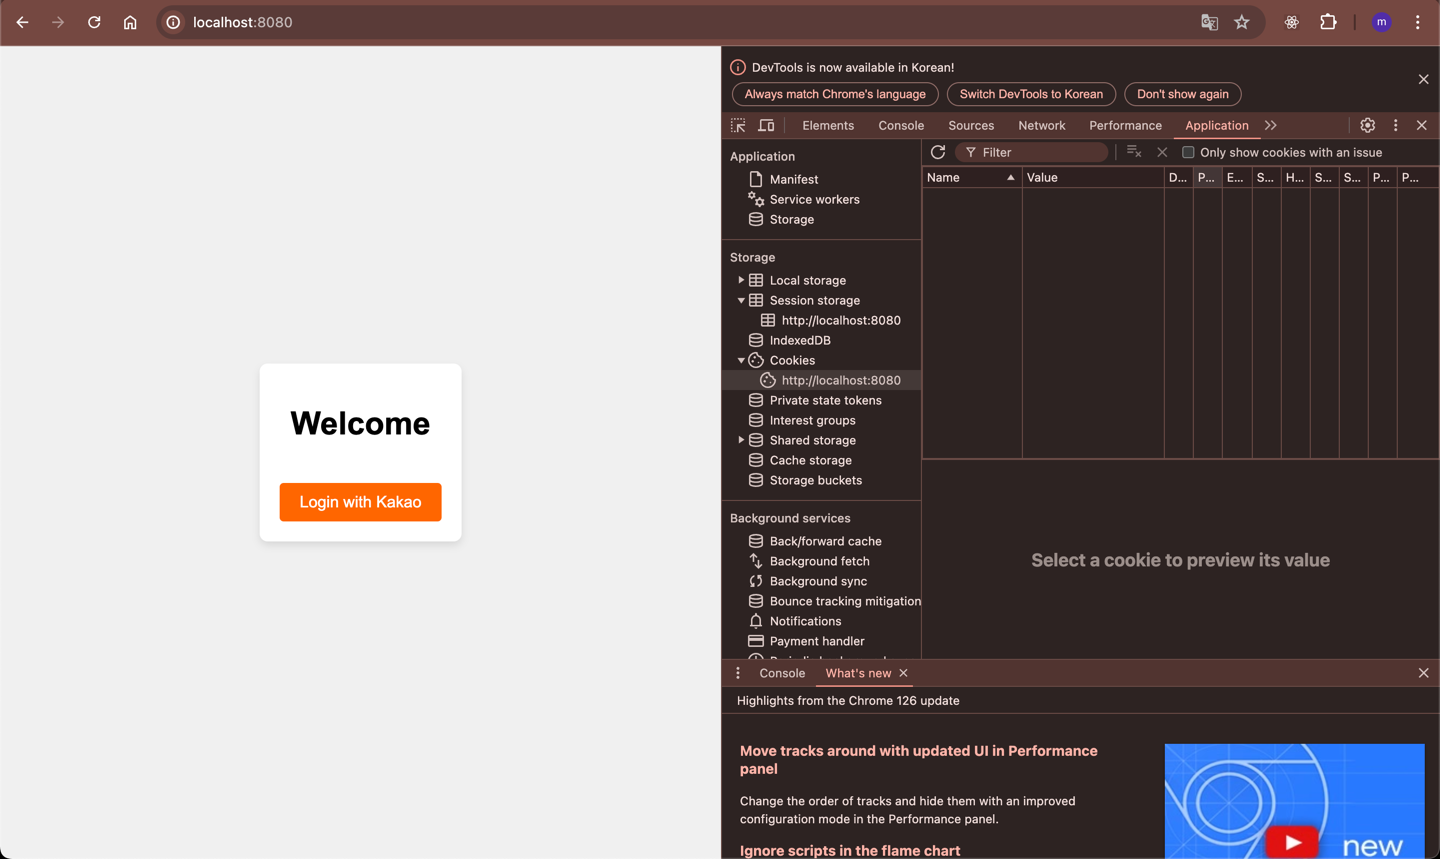 localhost:8080
m
Welcome
Login with Kakao
DevTools is now available in Korean!
Always match Chrome's language
Switch DevTools to Korean
Don't show again
Elements
Console
Sources
Network
Performance
Application
Application
Manifest
Service workers
Storage
Storage
Local storage
Session storage
http://localhost:8080
IndexedDB
Cookies
http://localhost:8080
Private state tokens
Interest groups
Shared storage
Cache storage
Storage buckets
Background services
Back/forward cache
Background fetch
Background sync
Bounce tracking mitigation
Notifications
Payment handler
Filter
Only show cookies with an issue
Name
Value
D...
P...
E...
S...
H...
S...
S...
P...
P...
Select a cookie to preview its value
Console
What's new
Highlights from the Chrome 126 update
Move tracks around with updated UI in Performance
panel
Change the order of tracks and hide them with an improved
configuration mode in the Performance panel.
Ignore scripts in the flame chart
new